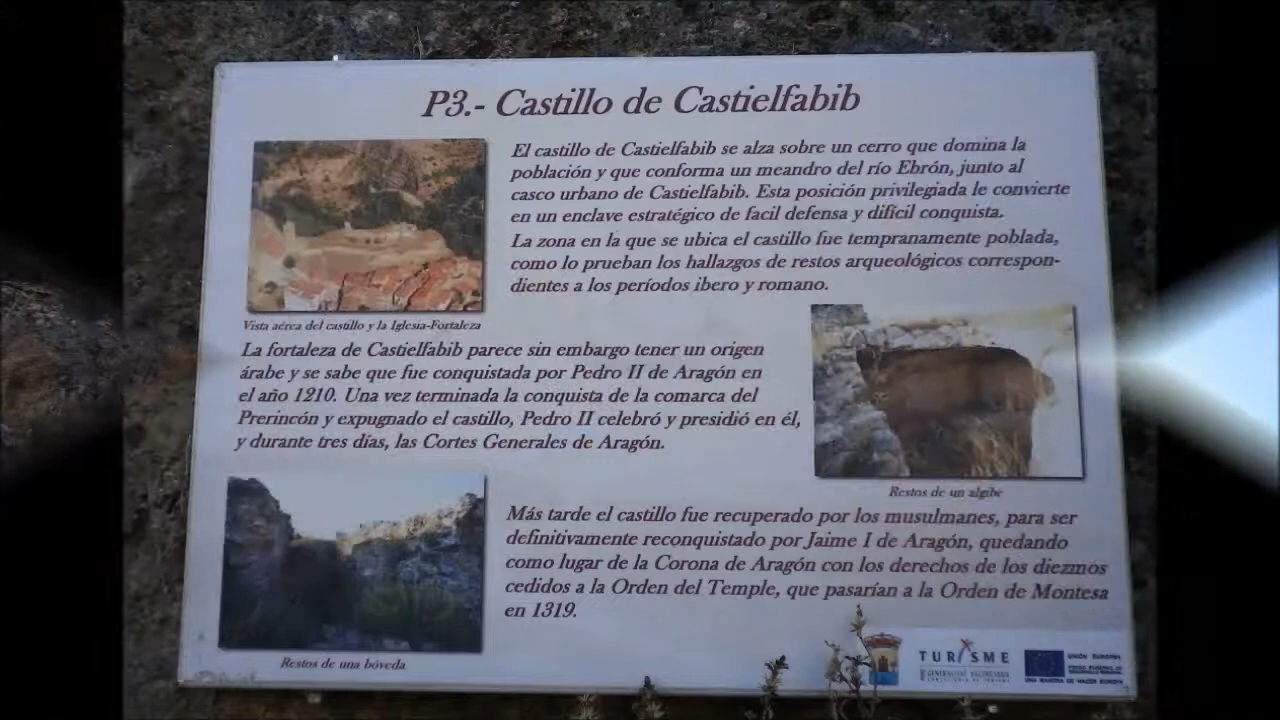 P3.- Castillo de Castielfabib
El castillo de Castielfabib se alza sobre un cerro que domina la
población y que conforma un meandro del río Ebrón, junto al
casco urbano de Castielfabib. Esta posición privilegiada le convierte
en un enclave estratégico de facil defensa y difícil conquista.
La zona en la que se ubica el castillo fue tempranamente poblada,
como lo prueban los hallazgos de restos arqueológicos correspon-
dientes a los períodos ibero y romano.
Vista aérea del castillo y la Iglesia-Fortaleza
La fortaleza de Castielfabib parece sin embargo tener un origen
árabe y se sabe que fue conquistada por Pedro II de Aragón en
el año 1210. Una vez terminada la conquista de la comarca del
Prerincón y expugnado el castillo, Pedro II celebró y presidió en él,
y durante tres días, las Cortes Generales de Aragón.
Restos de un algibe
Más tarde el castillo fue recuperado por los musulmanes, para ser
definitivamente reconquistado por Jaime I de Aragón, quedando
como lugar de la Corona de Aragón con los derechos de los diezmos
cedidos a la Orden del Temple, que pasarían a la Orden de Montesa
en 1319.
Restos de una bóveda
TURISME
GENERALITAT VALENCIANA
UNIÓN EUROPEA
UNA MANERA DE HACER EUROPA